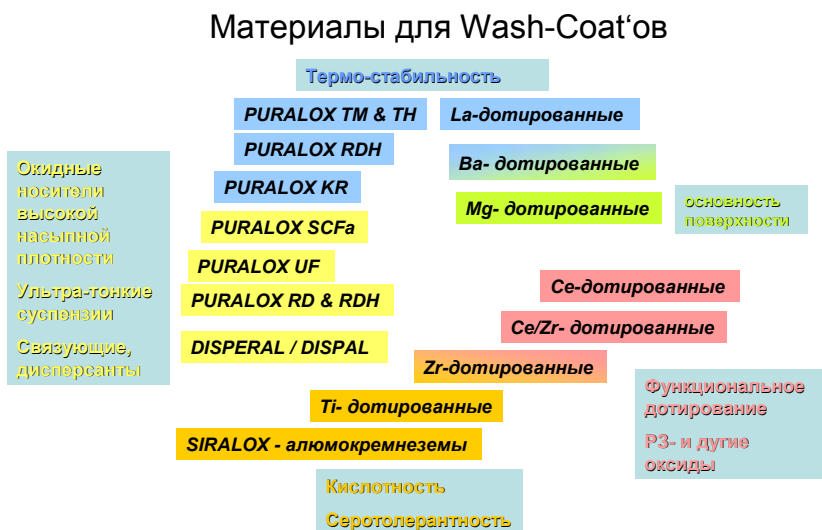 Материалы для Wash-Coat‘ов
Термо-стабильность
PURALOX TM & TH
La-дотированные
PURALOX RDH
Ba- дотированные
PURALOX KR
Mg- дотированные
основность
поверхности
Окидные
носители
высокой
насыпной
плотности
Ультра-тонкие
суспензии
Связующие,
дисперсанты
PURALOX SCFa
PURALOX UF
PURALOX RD & RDH
DISPERAL / DISPAL
Ce-дотированные
Ce/Zr- дотированные
Zr-дотированные
Ti- дотированные
SIRALOX - алюмокремнеземы
Функциональное
дотирование
РЗ- и дугие
оксиды
Кислотность
Серотолерантность